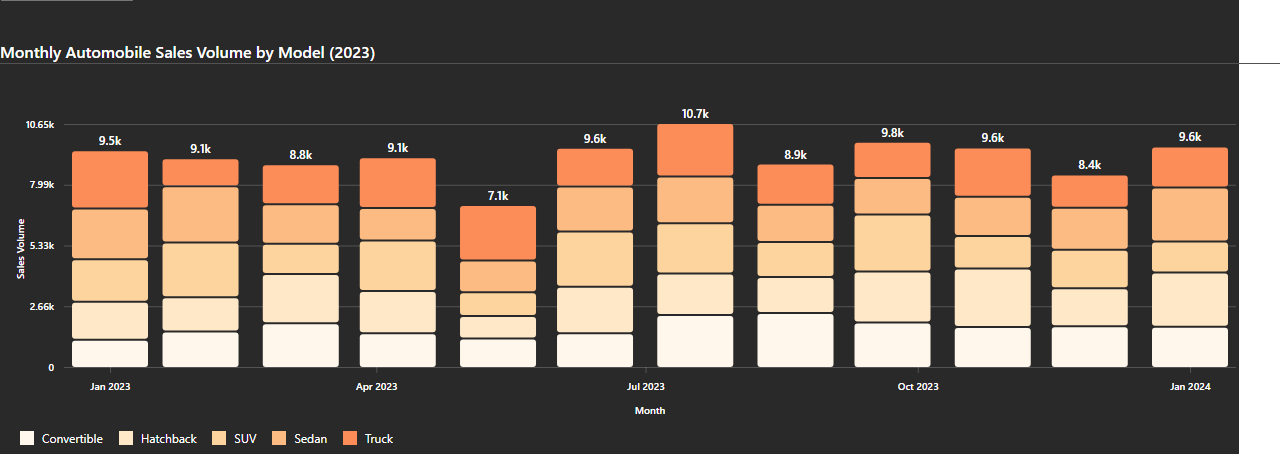 Monthly Automobile Sales Volume by Model (2023)
10.7k
10.65k
9.5k 9.1k 8.8k 9.1k 7.1k 9.6k 8.9k 9.8k 9.6k 8.4k 9.6k
7.99k
5.33k
2.66k
0
Sales Volume
Jan 2023 Apr 2023 Jul 2023 Oct 2023 Jan 2024
Month
Convertible Hatchback SUV Sedan Truck